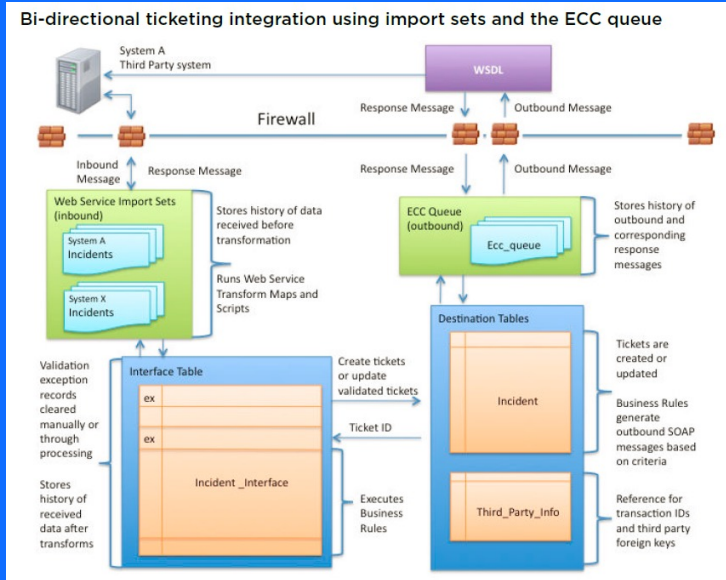 Bi-directional ticketing integration using import sets and the ECC queue
System A
Third Party system
WSDL
Response Message
Outbound Message
Firewall
Inbound
Message
Response Message
Response Message
Outbound Message
Web Service Import Sets
(inbound)
System A
Incidents
System X
Incidents
Stores history of data
received before
transformation
Runs Web Service
Transform Maps and
Scripts
ECC Queue
(outbound)
Ecc_queue
Stores history of
outbound and
corresponding
response
messages
Validation
exception
records
cleared
manually or
through
processing
Stores
history of
received
data after
transforms
Interface Table
ex
ex
Incident _Interface
Create tickets
or update
validated tickets
Ticket ID
Executes
Business
Rules
Destination Tables
Incident
Third_Party_Info
Tickets are
created or
updated
Business Rules
generate
outbound SOAP
messages based
on criteria
Reference for
transaction IDs
and third party
foreign keys